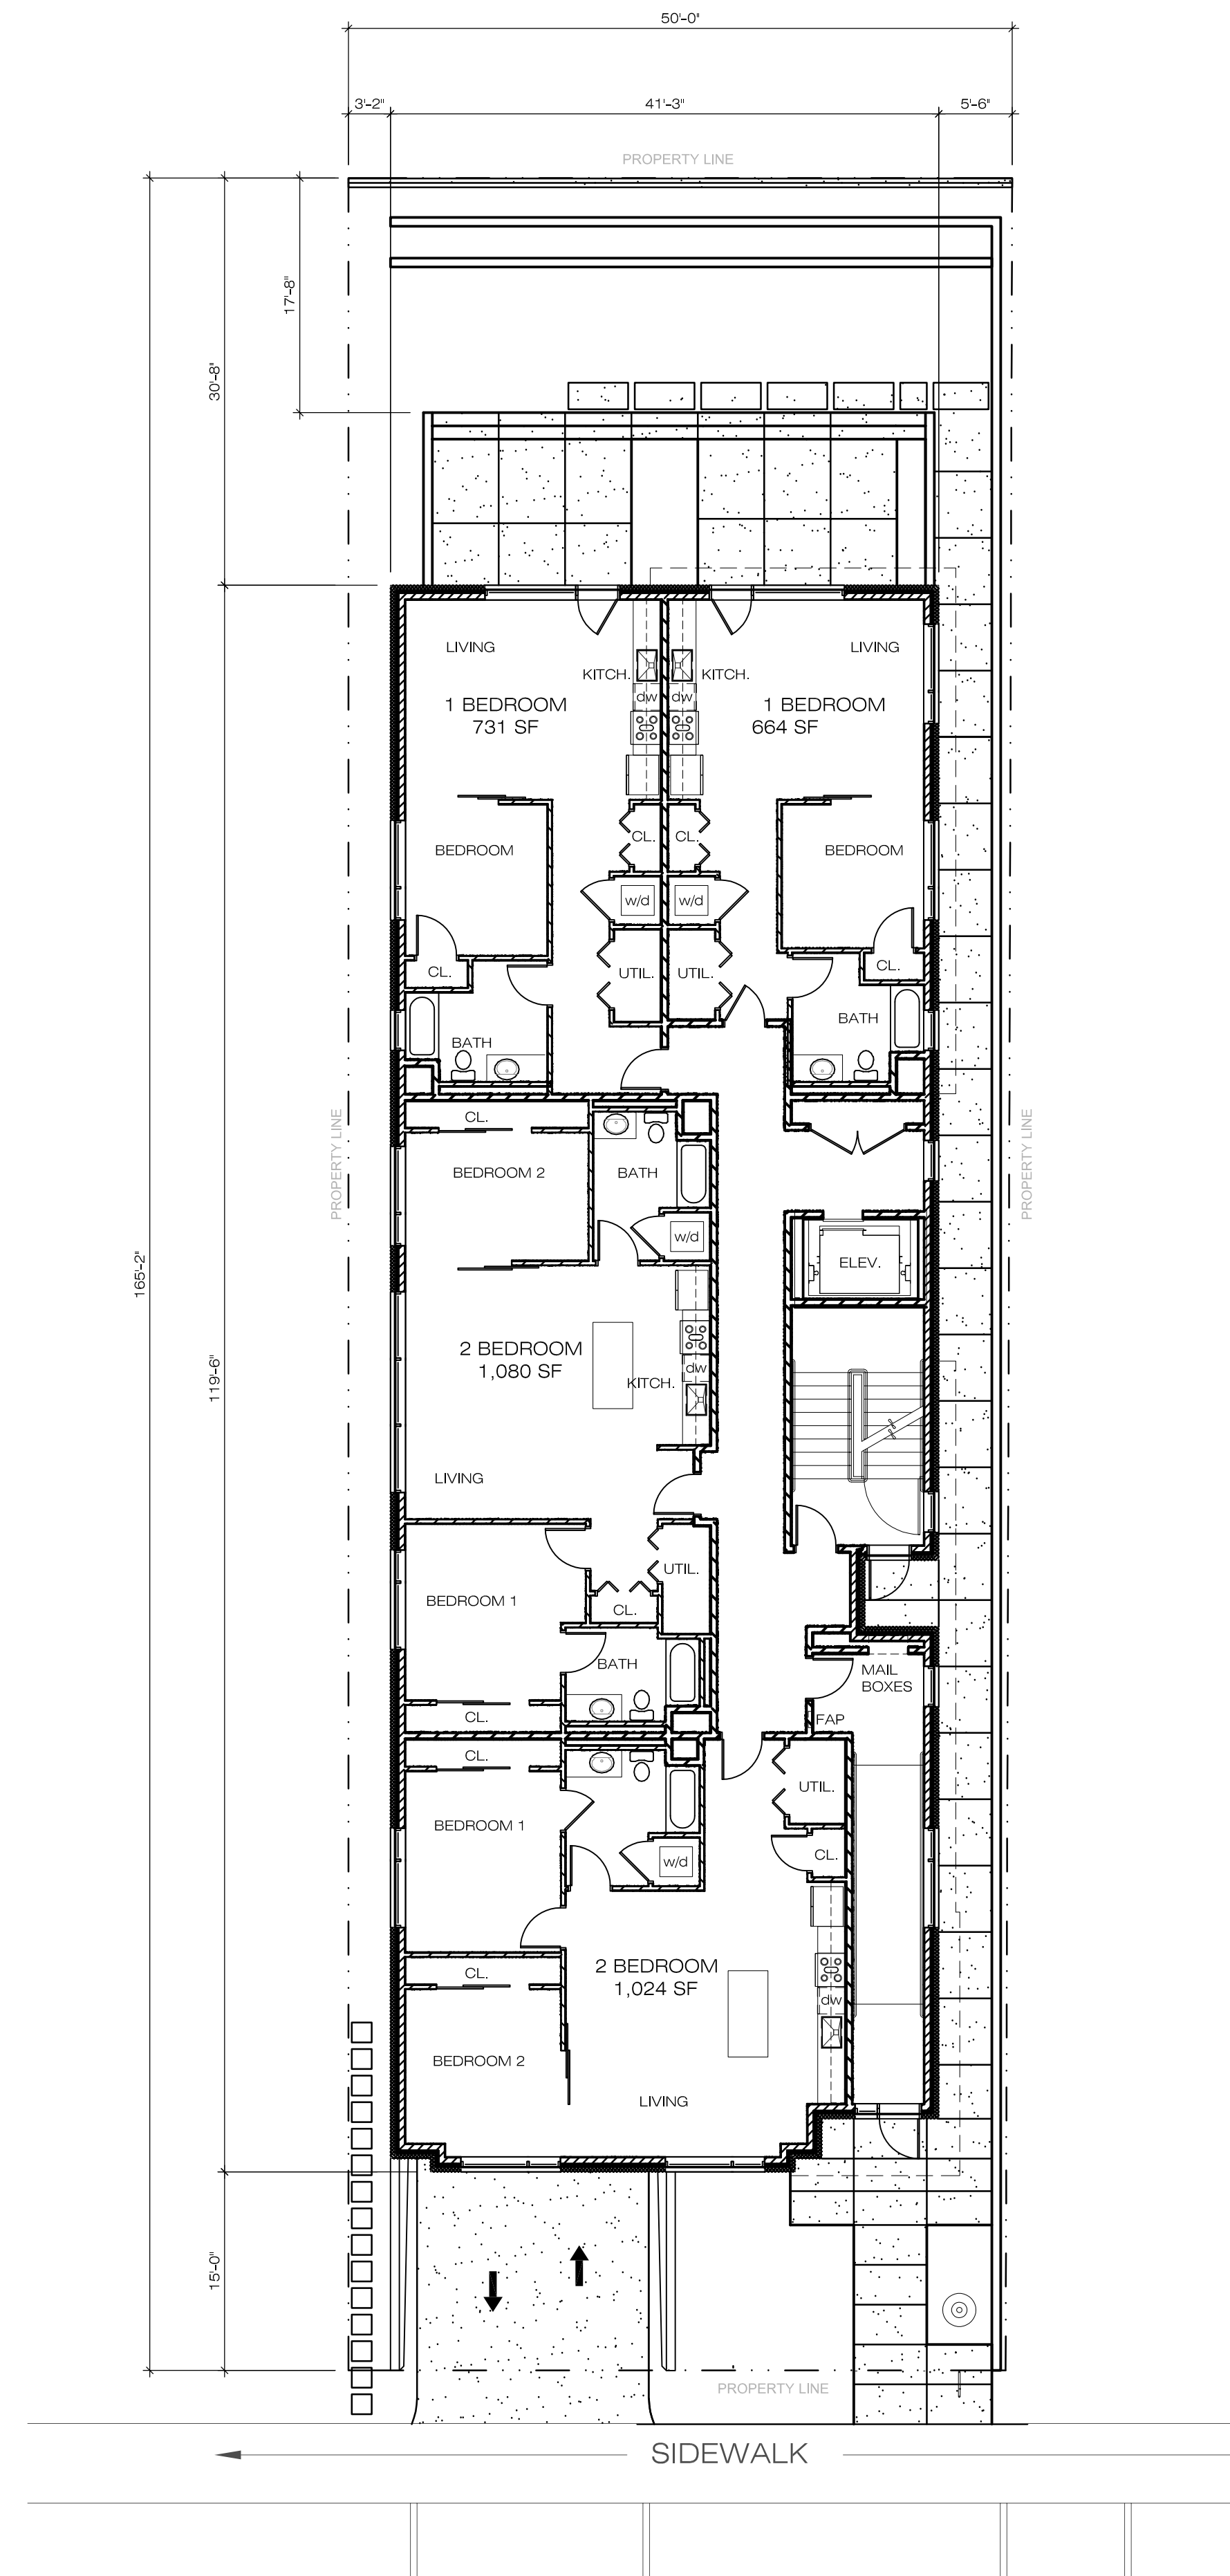 50'-0"
3'-2"
41'-3"
5'-6"
PROPERTY LINE
17'-8"
30'-8"
LIVING
LIVING
KITCH.
KITCH.
1 BEDROOM
731 SF
1 BEDROOM
664 SF
dw
dw
CL.
CL.
BEDROOM
BEDROOM
w/d
w/d
CL.
UTIL.
UTIL.
CL.
BATH
BATH
PROPERTY LINE
PROPERTY LINE
CL.
BEDROOM 2
BATH
w/d
ELEV.
165'-2"
119'-6"
2 BEDROOM
1,080 SF
dw
KITCH.
LIVING
UTIL.
BEDROOM 1
CL.
BATH
MAIL
BOXES
CL.
FAP
CL.
UTIL.
BEDROOM 1
CL.
w/d
2 BEDROOM
1,024 SF
CL.
dw
BEDROOM 2
LIVING
15'-0"
PROPERTY LINE
SIDEWALK